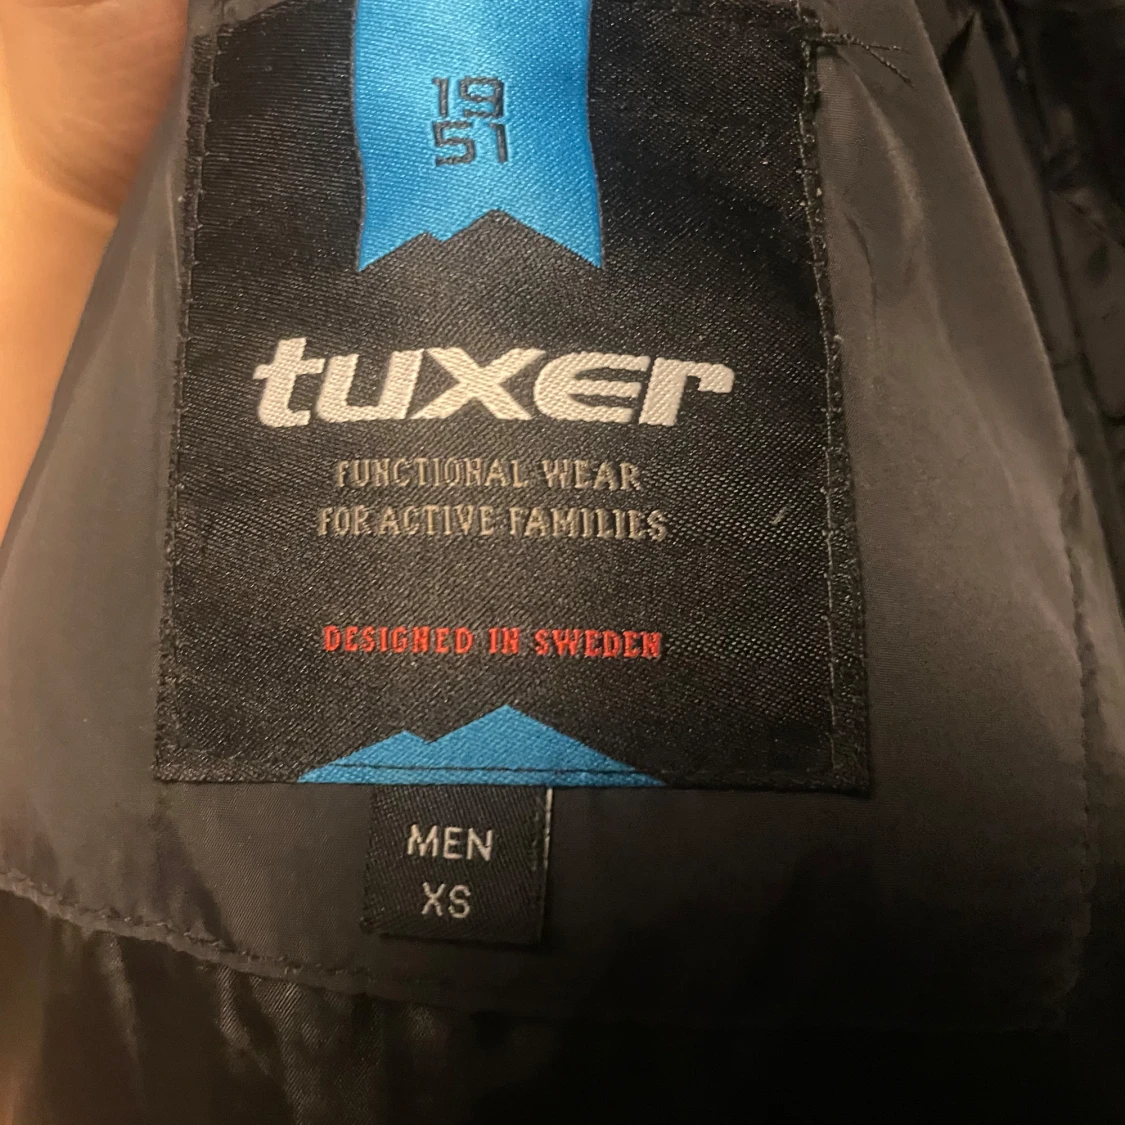 19
51
tuxer
FUNCTIONAL WEAR
FOR ACTIVE FAMILIES
DESIGNED IN SWEDEN
MEN
XS